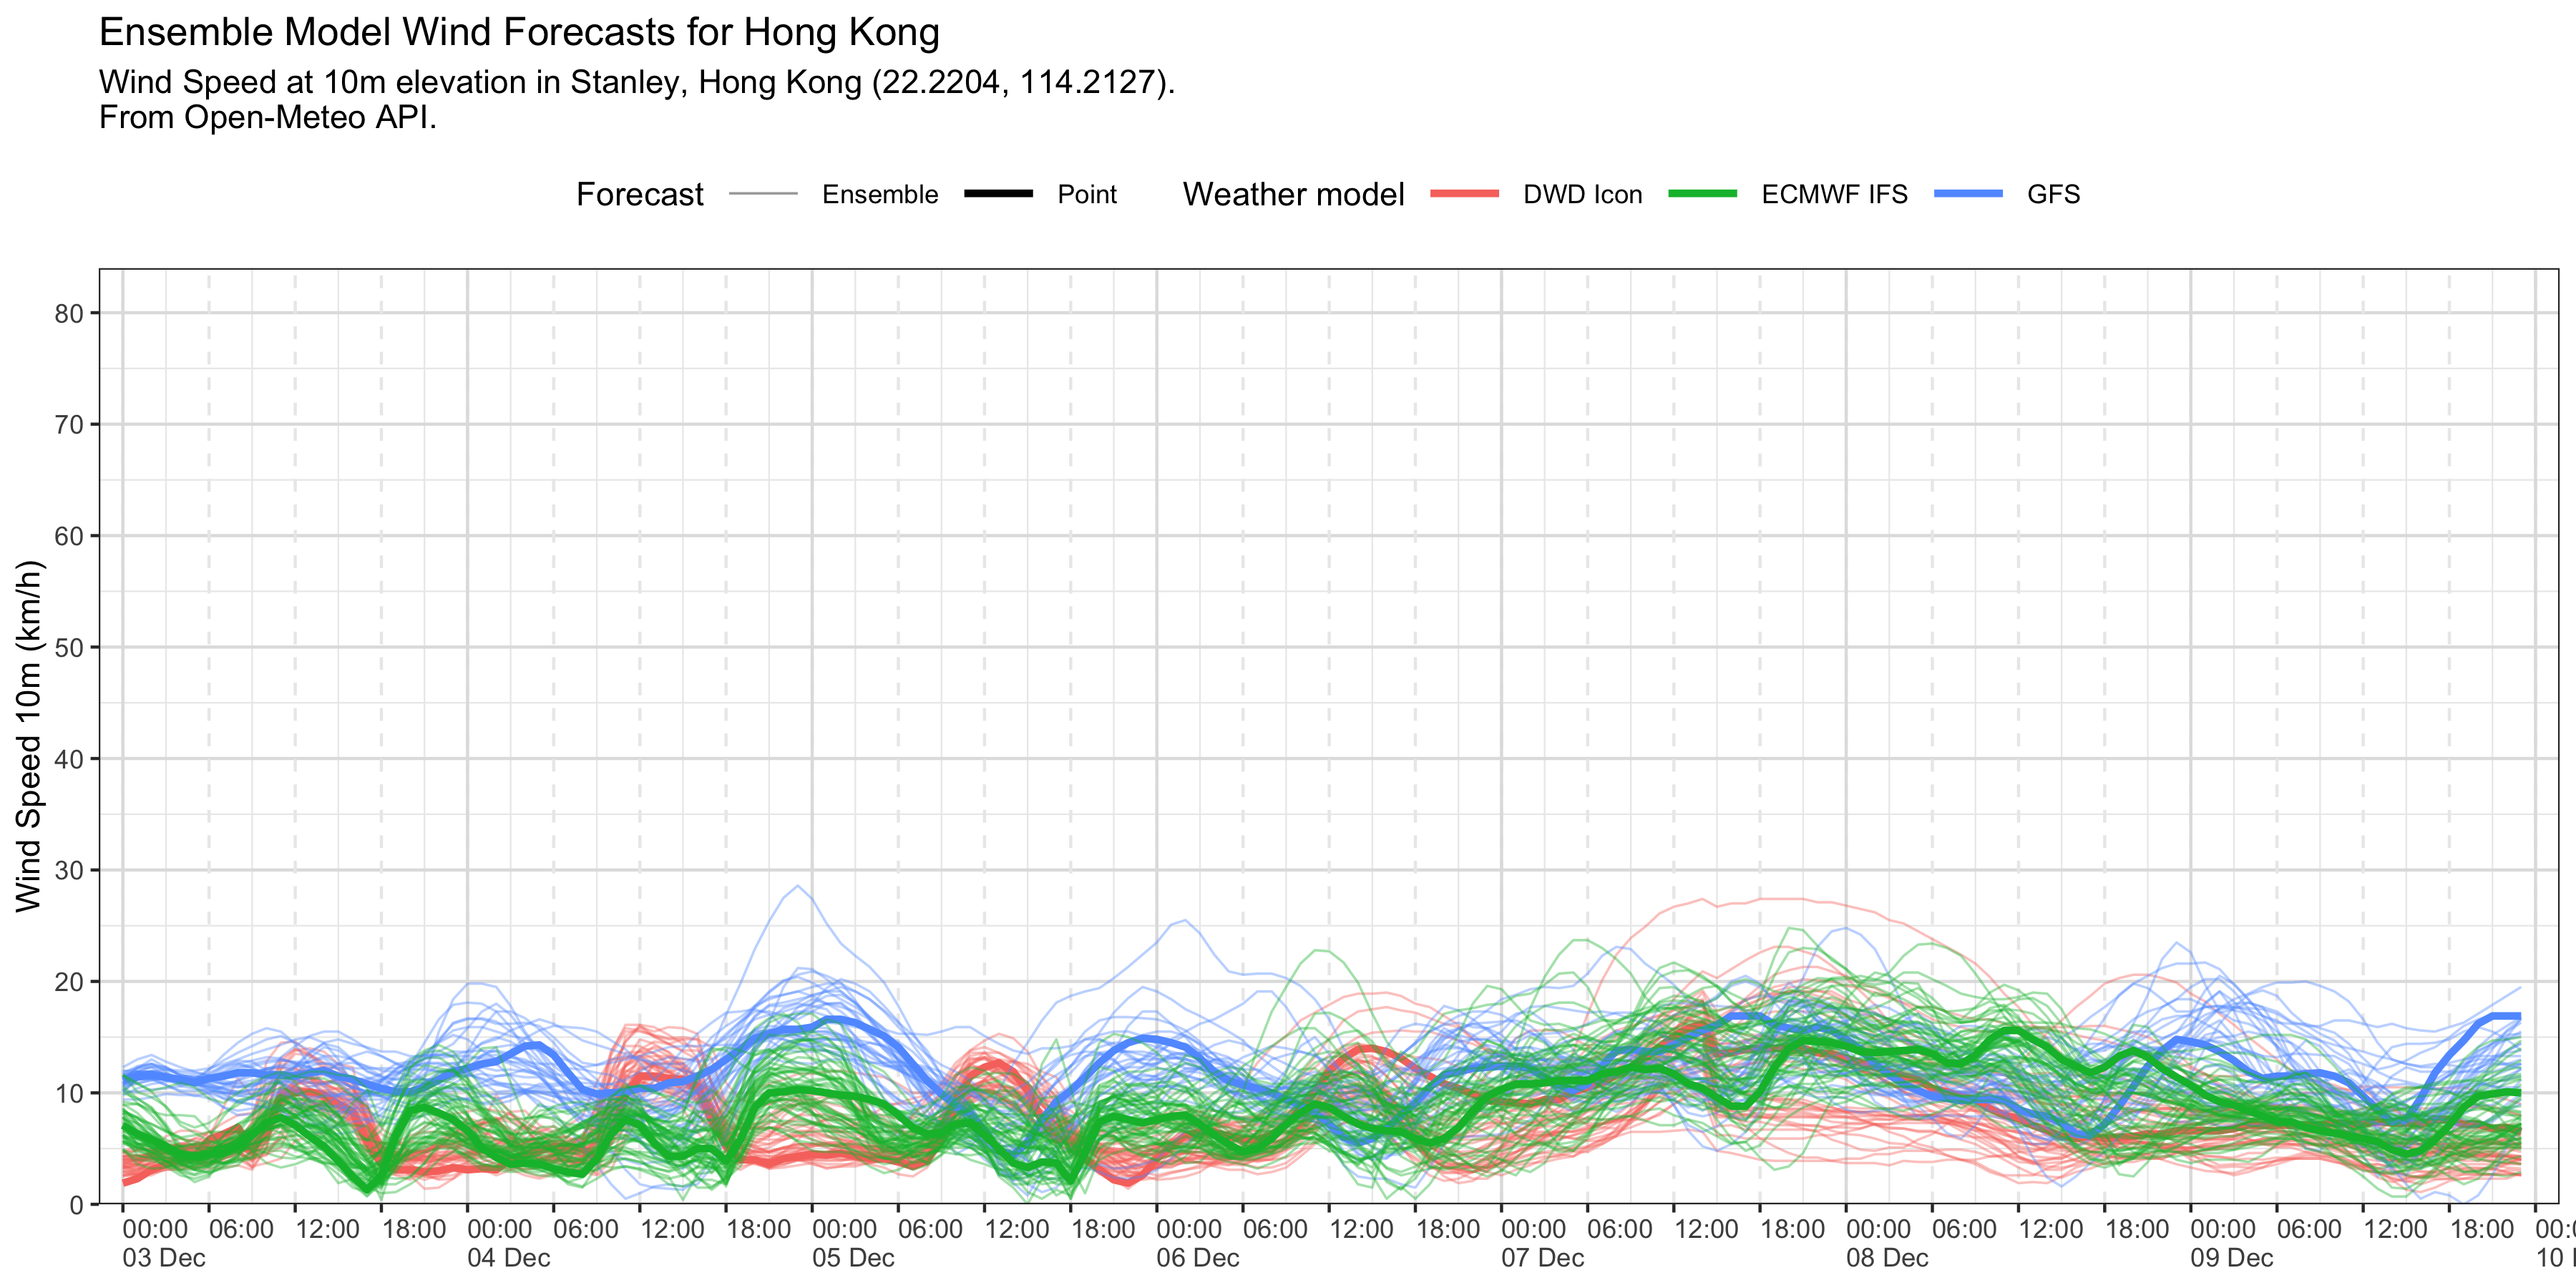 Ensemble Model Wind Forecasts for Hong Kong
Wind Speed at 10m elevation in Stanley, Hong Kong (22.2204, 114.2127).
From Open-Meteo API.
Forecast Ensemble Point Weather model DWD Icon ECMWF IFS GFS
Wind Speed 10m (km/h)
80
70
60
50
40
30
20
10
0
00:00 06:00 12:00 18:00 00:00 06:00 12:00 18:00 00:00 06:00 12:00 18:00 00:00 06:00 12:00 18:00 00:00 06:00 12:00 18:00 00:00 06:00 12:00 18:00 00:00 06:00 12:00 18:00 00:
03 Dec 04 Dec 05 Dec 06 Dec 07 Dec 08 Dec 09 Dec 10